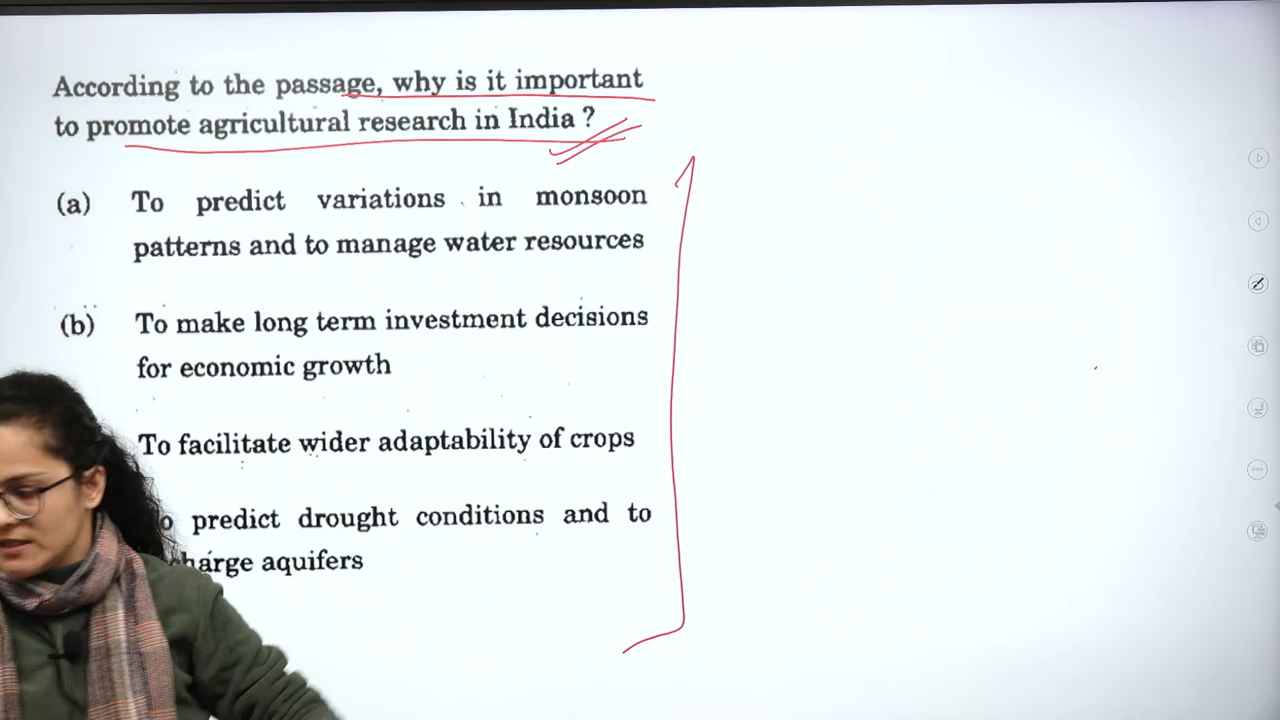 According to the passage, why is it important
to promote agricultural research in India ?
(a) To predict variations in monsoon
patterns and to manage water resources
(b) To make long term investment decisions
for economic growth
To facilitate wider adaptability of crops
predict drought conditions and to
aquifers